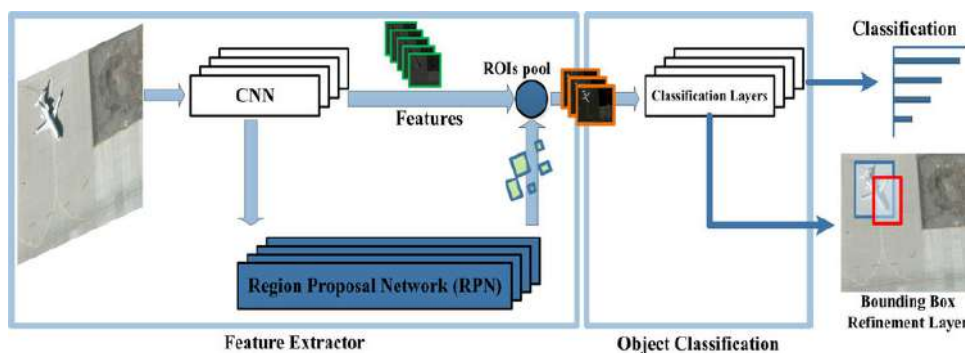 CNN
Features
ROIs pool
Region Proposal Network (RPN)
Feature Extractor
Classification Layers
Object Classification
Classification
Bounding Box
Refinement Layer